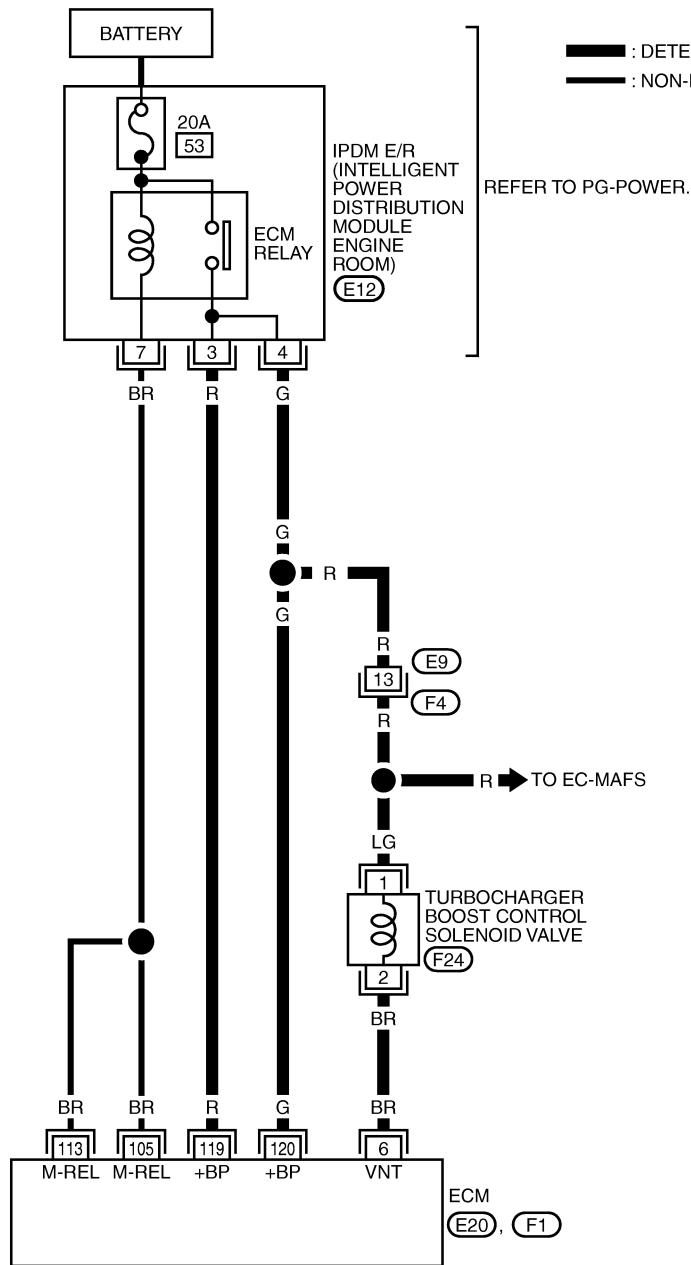 BATTERY
: DETE
: NON-
20A
53
IPDM E/R
(INTELLIGENT
POWER
DISTRIBUTION
MODULE
ENGINE
ROOM)
E12
REFER TO PG-POWER.
ECM
RELAY
7 3 4
BR R G
G
R
G
R
E9
13
F4
R
R TO EC-MAFS
LG
1
TURBOCHARGER
BOOST CONTROL
SOLENOID VALVE
F24
2
BR
BR BR R G BR
113 105 119 120 6
M-REL M-REL +BP +BP VNT
ECM
E20 , F1